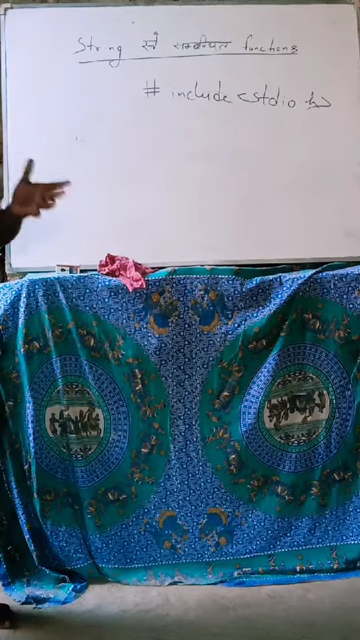 String से सम्बन्धित functions
# include <stdio h>